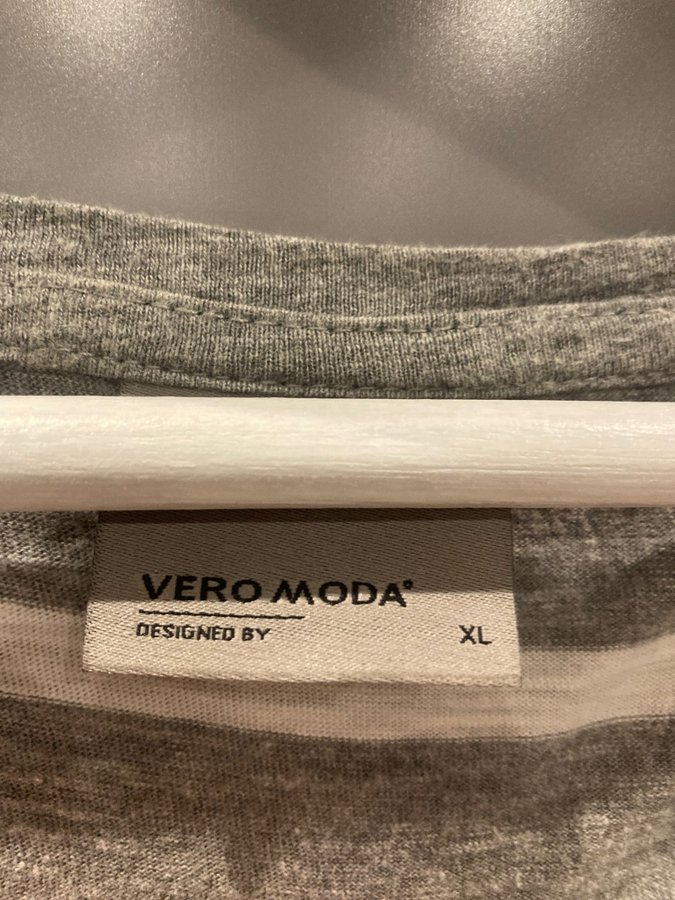 VERO MODA®
DESIGNED BY
XL